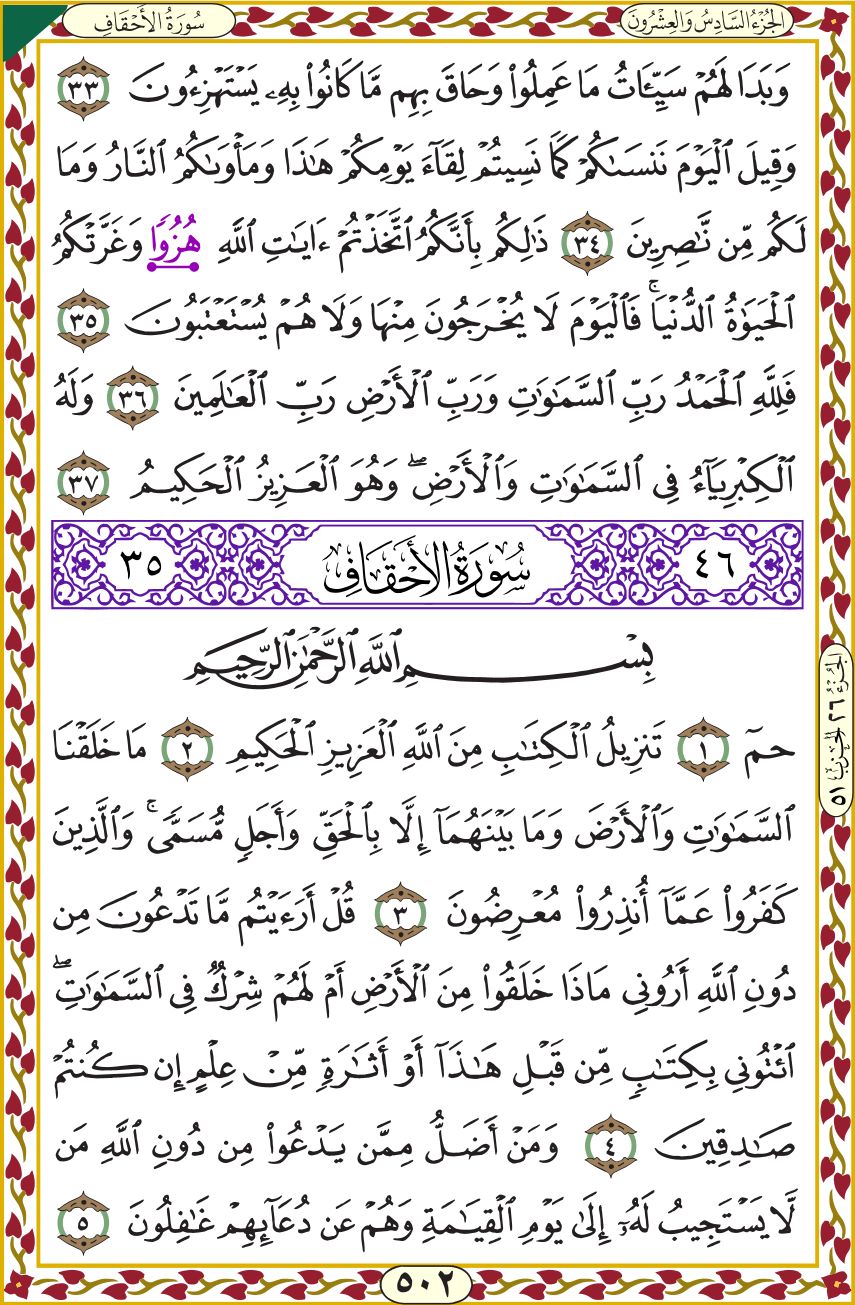 الجُزْءُ السَّادِسُ وَالعِشْرُونَ
سُورَةُ الأَحْقَافِ
وَبَدَا لَهُمْ سَيِّـَٔاتُ مَا عَمِلُوا۟ وَحَاقَ بِهِم مَّا كَانُوا۟ بِهِۦ يَسْتَهْزِءُونَ ٣٣
وَقِيلَ ٱلْيَوْمَ نَنسَىٰكُمْ كَمَا نَسِيتُمْ لِقَآءَ يَوْمِكُمْ هَـٰذَا وَمَأْوَىٰكُمُ ٱلنَّارُ وَمَا
لَكُم مِّن نَّـٰصِرِينَ ٣٤ ذَٰلِكُم بِأَنَّكُمُ ٱتَّخَذْتُمْ ءَايَـٰتِ ٱللَّهِ هُزُوًا وَغَرَّتْكُمُ
ٱلْحَيَوٰةُ ٱلدُّنْيَا ۚ فَٱلْيَوْمَ لَا يُخْرَجُونَ مِنْهَا وَلَا هُمْ يُسْتَعْتَبُونَ ٣٥
فَلِلَّهِ ٱلْحَمْدُ رَبِّ ٱلسَّمَـٰوَٰتِ وَرَبِّ ٱلْأَرْضِ رَبِّ ٱلْعَـٰلَمِينَ ٣٦ وَلَهُ
ٱلْكِبْرِيَآءُ فِى ٱلسَّمَـٰوَٰتِ وَٱلْأَرْضِ ۖ وَهُوَ ٱلْعَزِيزُ ٱلْحَكِيمُ ٣٧
٤٦ سُورَةُ الأَحْقَافِ ٣٥
بِسْمِ ٱللَّهِ ٱلرَّحْمَـٰنِ ٱلرَّحِيمِ
حمٓ ١ تَنزِيلُ ٱلْكِتَـٰبِ مِنَ ٱللَّهِ ٱلْعَزِيزِ ٱلْحَكِيمِ ٢ مَا خَلَقْنَا
ٱلسَّمَـٰوَٰتِ وَٱلْأَرْضَ وَمَا بَيْنَهُمَآ إِلَّا بِٱلْحَقِّ وَأَجَلٍ مُّسَمًّى ۚ وَٱلَّذِينَ
كَفَرُوا۟ عَمَّآ أُنذِرُوا۟ مُعْرِضُونَ ٣ قُلْ أَرَءَيْتُم مَّا تَدْعُونَ مِن
دُونِ ٱللَّهِ أَرُونِى مَاذَا خَلَقُوا۟ مِنَ ٱلْأَرْضِ أَمْ لَهُمْ شِرْكٌ فِى ٱلسَّمَـٰوَٰتِ ۖ
ٱئْتُونِى بِكِتَـٰبٍ مِّن قَبْلِ هَـٰذَآ أَوْ أَثَـٰرَةٍ مِّنْ عِلْمٍ إِن كُنتُمْ
صَـٰدِقِينَ ٤ وَمَنْ أَضَلُّ مِمَّن يَدْعُوا۟ مِن دُونِ ٱللَّهِ مَن
لَّا يَسْتَجِيبُ لَهُۥٓ إِلَىٰ يَوْمِ ٱلْقِيَـٰمَةِ وَهُمْ عَن دُعَآئِهِمْ غَـٰفِلُونَ ٥
الجُزْءُ ٢٦ الحِزْبُ ٥١
٥٠٢